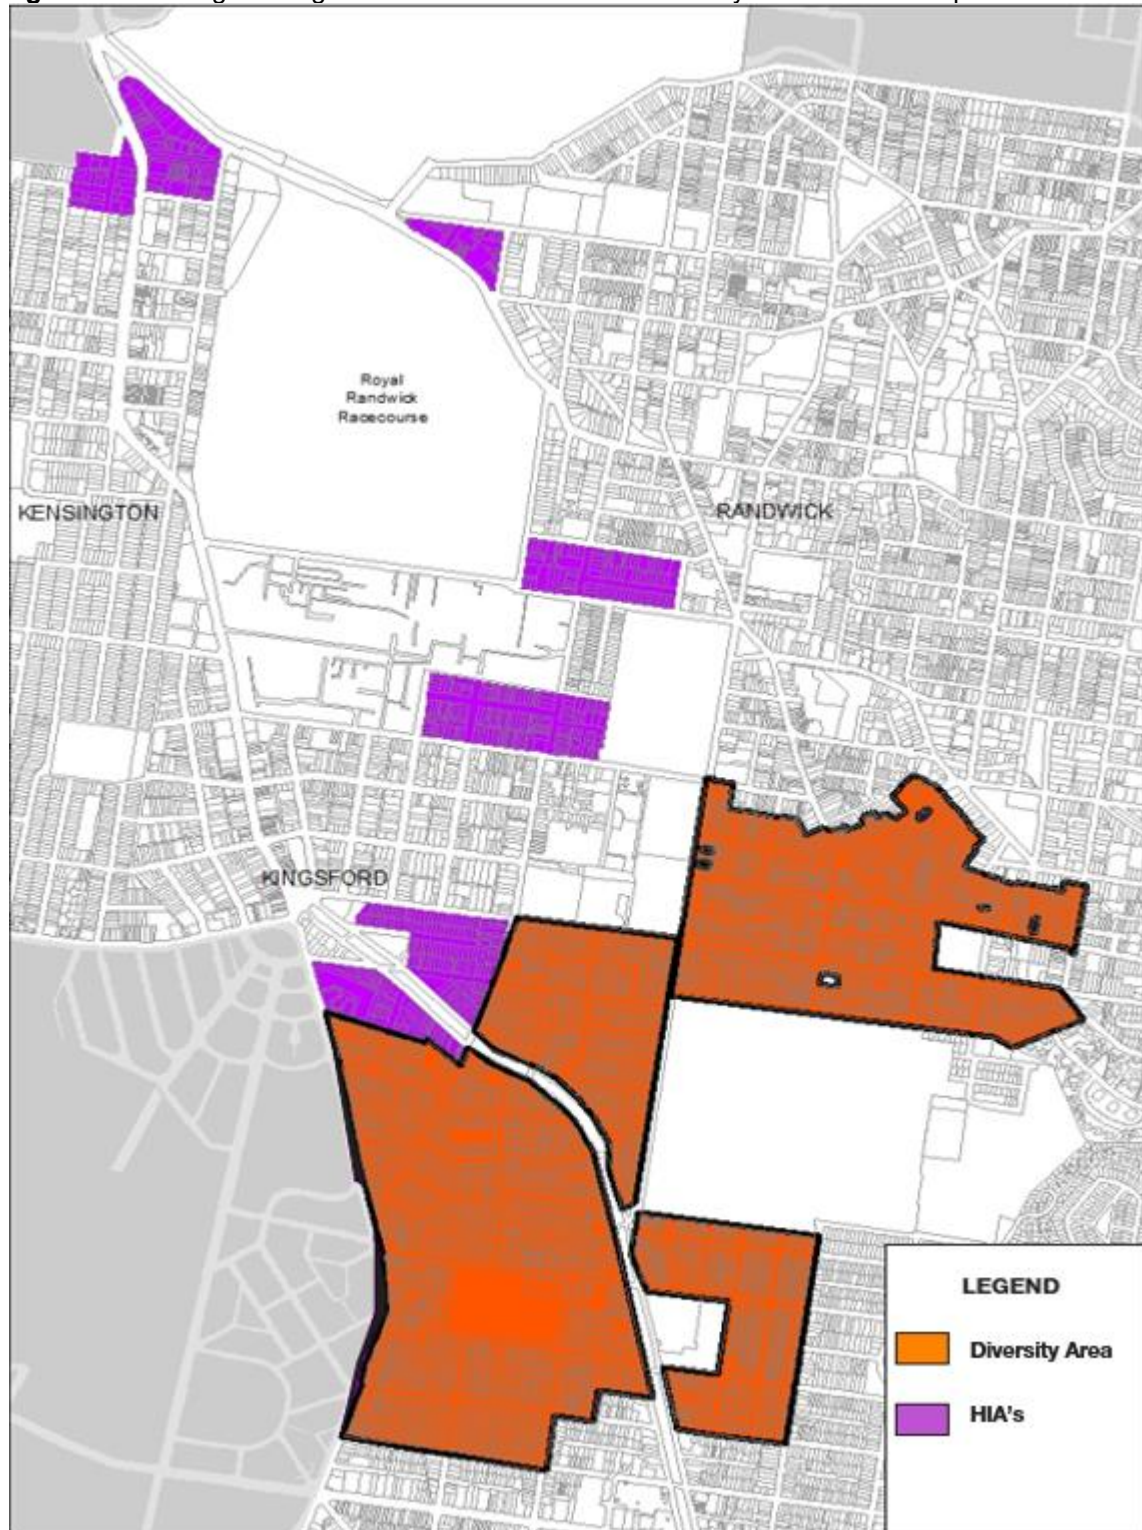 Royal
Randwick
Racecourse
KENSINGTON
RANDWICK
KINGSFORD
LEGEND
Diversity Area
HIA's